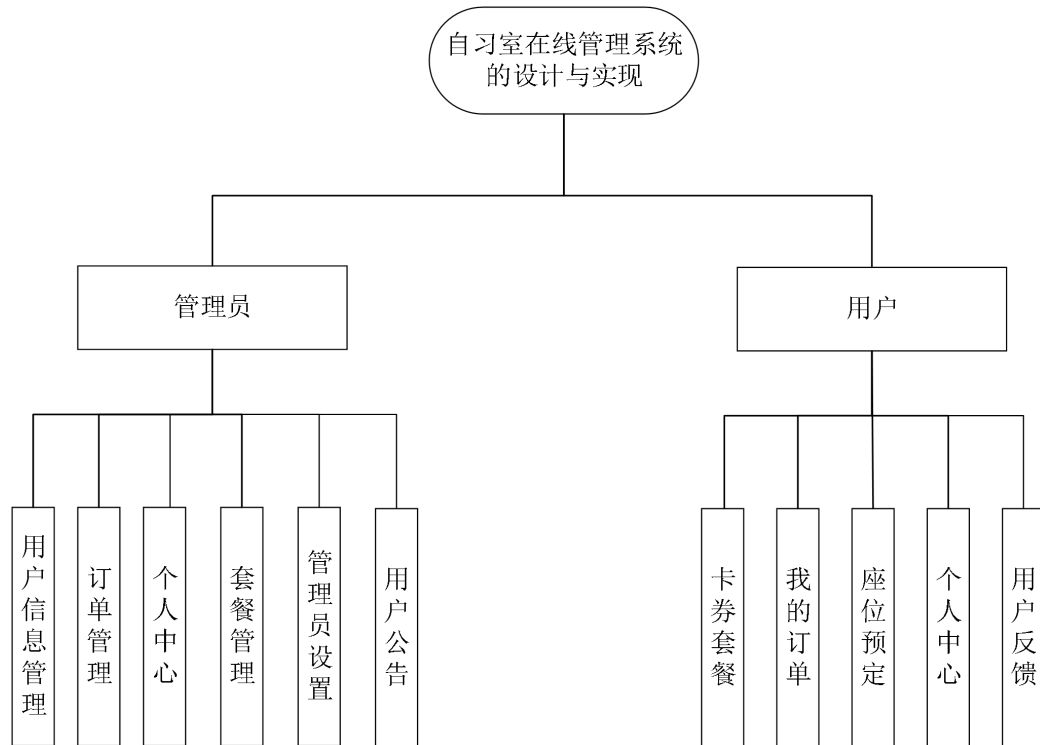 自习室在线管理系统
的设计与实现
管理员
用户
用户信息管理
订单管理
个人中心
套餐管理
管理员设置
用户公告
卡券套餐
我的订单
座位预定
个人中心
用户反馈